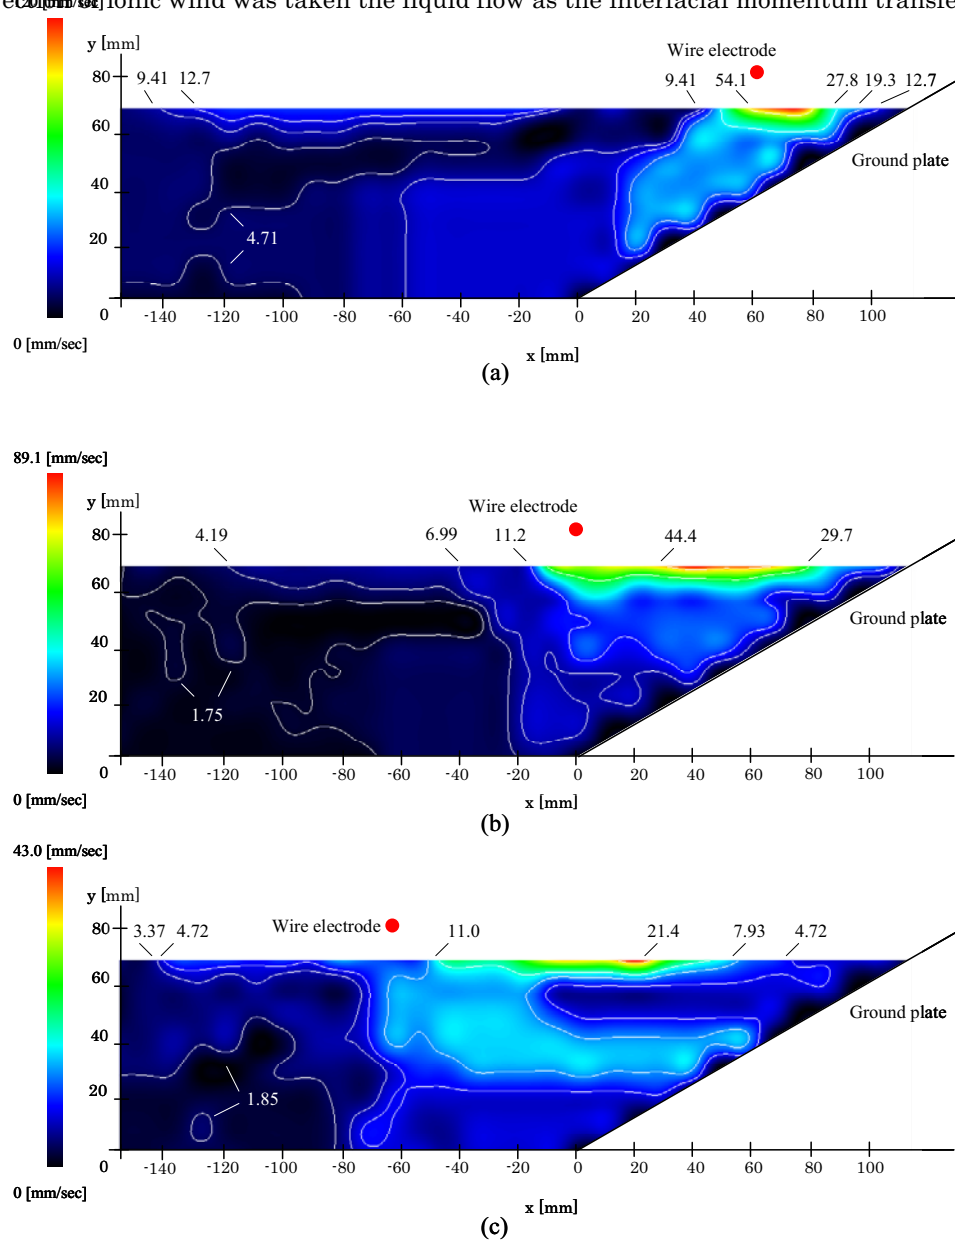 ionic wind was taken the liquid flow as the interfacial momentum
y [mm]
Wire electrode
80
9.41 12.7 9.41 54.1 27.8 19.3 12.7
60
Ground plate
40
4.71
20
0
-140 -120 -100 -80 -60 -40 -20 0 20 40 60 80 100
0 [mm/sec]
x [mm]
(a)
89.1 [mm/sec]
y [mm]
Wire electrode
80
4.19 6.99 11.2 44.4 29.7
60
Ground plate
40
1.75
20
0
-140 -120 -100 -80 -60 -40 -20 0 20 40 60 80 100
0 [mm/sec]
x [mm]
(b)
43.0 [mm/sec]
y [mm]
Wire electrode
80
3.37 4.72 11.0 21.4 7.93 4.72
60
Ground plate
40
1.85
20
0
-140 -120 -100 -80 -60 -40 -20 0 20 40 60 80 100
0 [mm/sec]
x [mm]
(c)